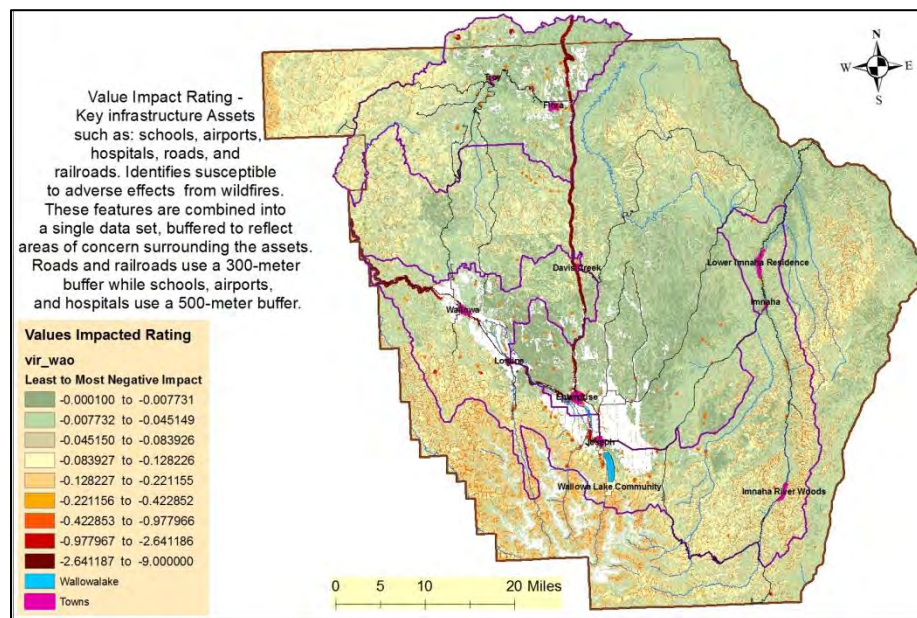 N
W E
S
Value Impact Rating -
Key infrastructure Assets
such as: schools, airports,
hospitals, roads, and
railroads. Identifies susceptible
to adverse effects from wildfires.
These features are combined into
a single data set, buffered to reflect
areas of concern surrounding the assets.
Roads and railroads use a 300-meter
buffer while schools, airports,
and hospitals use a 500-meter buffer.
Troy
Flora
Davis Creek
Lower Imnaha Residence
Imnaha
Wallowa
Lostine
Enterprise
Joseph
Wallowa Lake Community
Imnaha River Woods
Values Impacted Rating
vir_wao
Least to Most Negative Impact
-0.000100 to -0.007731
-0.007732 to -0.045149
-0.045150 to -0.083926
-0.083927 to -0.128226
-0.128227 to -0.221155
-0.221156 to -0.422852
-0.422853 to -0.977966
-0.977967 to -2.641186
-2.641187 to -9.000000
Wallowalake
Towns
0 5 10 20 Miles